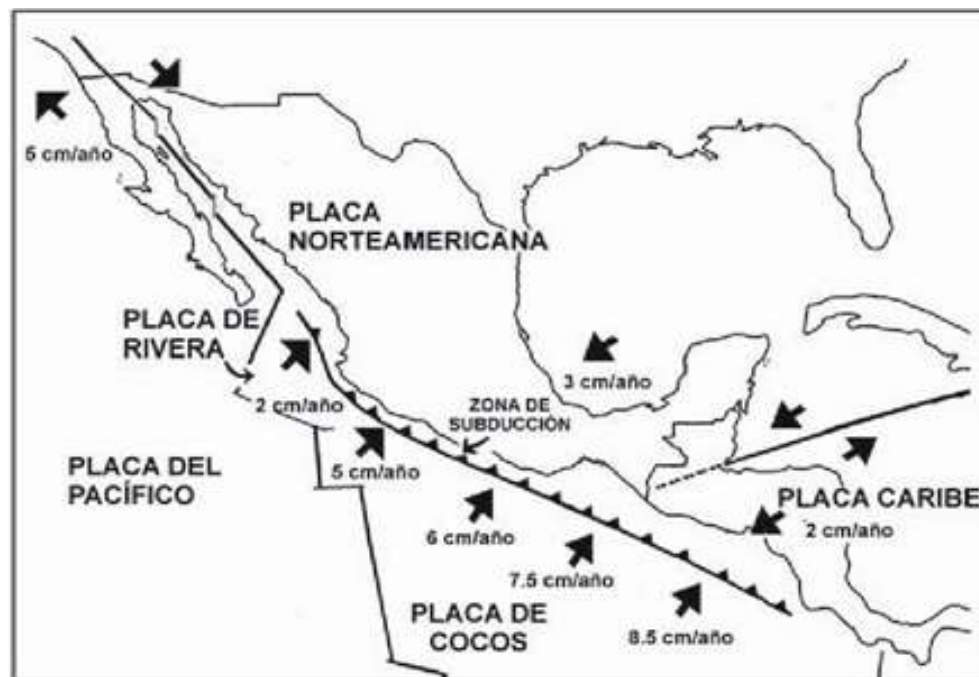 5 cm/año
PLACA
NORTEAMERICANA
PLACA DE
RIVERA
3 cm/año
2 cm/año
ZONA DE
SUBDUCCIÓN
5 cm/año
PLACA DEL
PACÍFICO
PLACA CARIBE
2 cm/año
6 cm/año
7.5 cm/año
PLACA DE
COCOS
8.5 cm/año